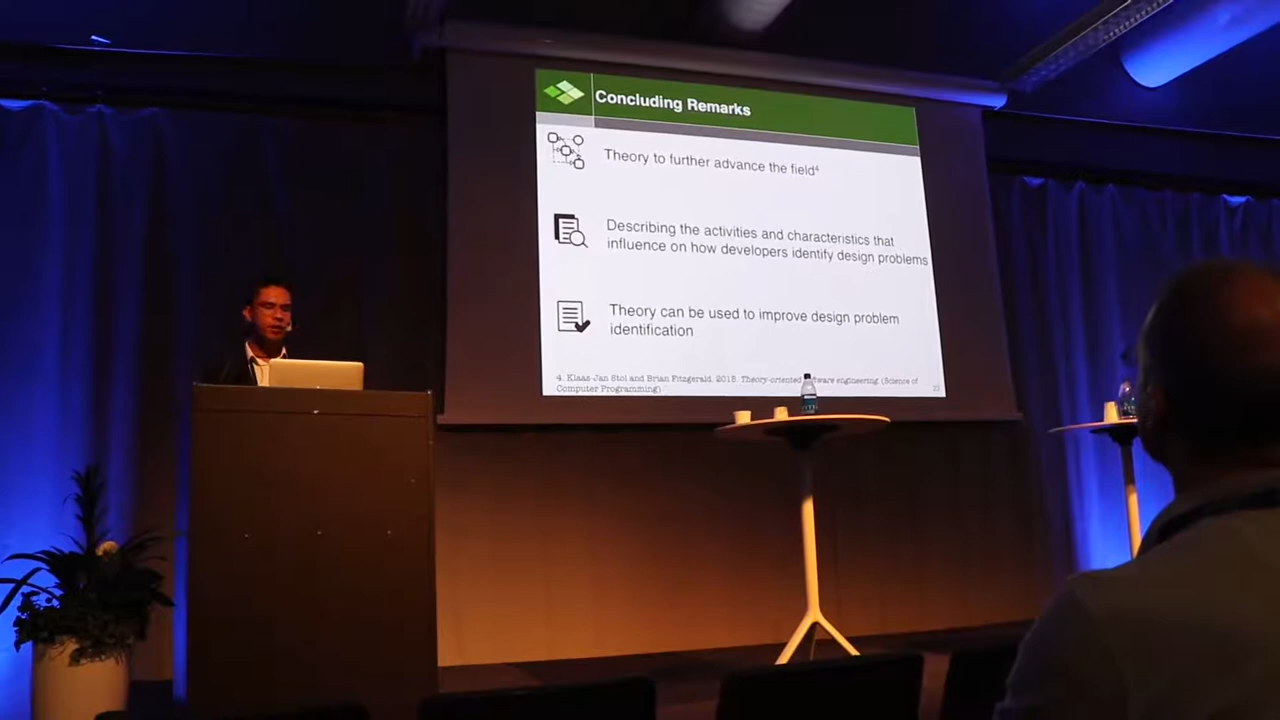 Concluding Remarks
Theory to further advance the field⁴
Describing the activities and characteristics that
influence on how developers identify design problems
Theory can be used to improve design problem
identification
4. Klaas-Jan Stol and Brian Fitzgerald. 2015. Theory-oriented engineering (Science of
Computer Programming)